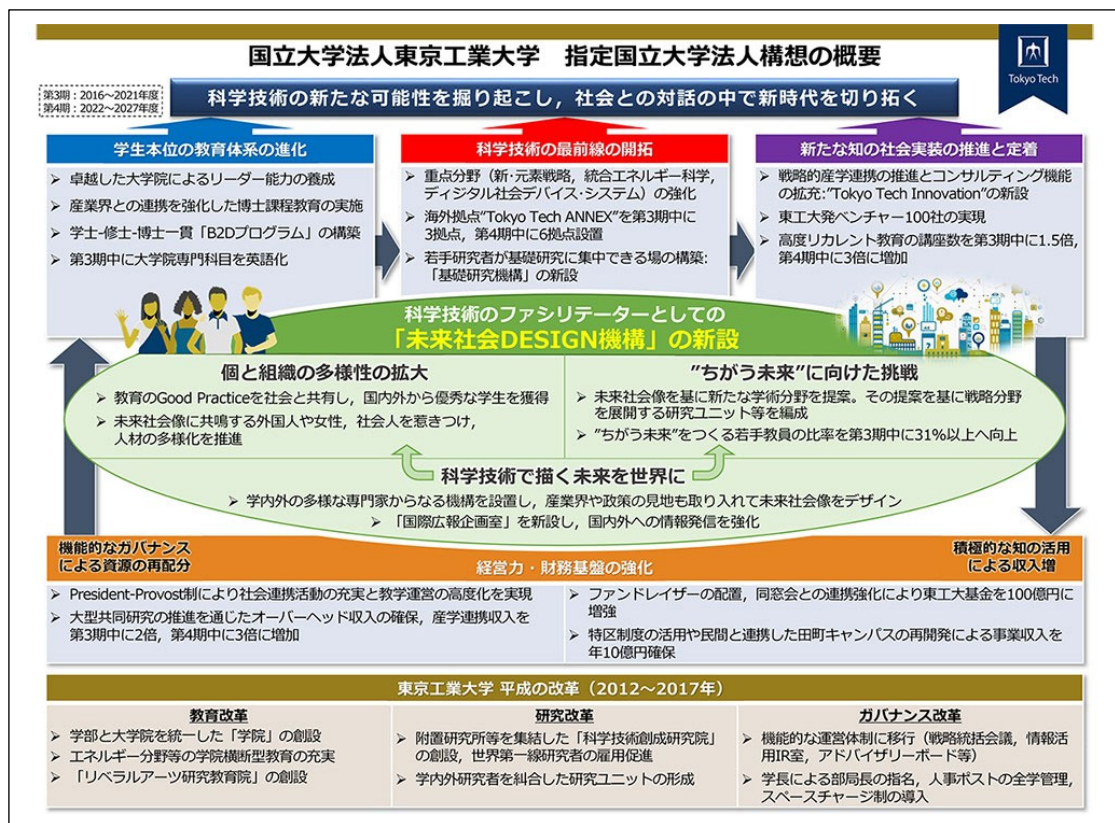 国立大学法人東京工業大学　指定国立大学法人構想の概要
Tokyo Tech
第3期：2016～2021年度
第4期：2022～2027年度
科学技術の新たな可能性を掘り起こし，社会との対話の中で新時代を切り拓く
学生本位の教育体系の進化
➢ 卓越した大学院によるリーダー能力の養成
➢ 産業界との連携を強化した博士課程教育の実施
➢ 学士-修士-博士一貫「B2Dプログラム」の構築
➢ 第3期中に大学院専門科目を英語化
科学技術の最前線の開拓
➢ 重点分野（新・元素戦略，統合エネルギー科学，
ディジタル社会デバイス・システム）の強化
➢ 海外拠点“Tokyo Tech ANNEX”を第3期中に
3拠点，第4期中に6拠点設置
➢ 若手研究者が基礎研究に集中できる場の構築:
「基礎研究機構」の新設
新たな知の社会実装の推進と定着
➢ 戦略的産学連携の推進とコンサルティング機能
の拡充:”Tokyo Tech Innovation”の新設
➢ 東工大発ベンチャー100社の実現
➢ 高度リカレント教育の講座数を第3期中に1.5倍，
第4期中に3倍に増加
科学技術のファシリテーターとしての
「未来社会DESIGN機構」の新設
個と組織の多様性の拡大
➢ 教育のGood Practiceを社会と共有し，国内外から優秀な学生を獲得
➢ 未来社会像に共鳴する外国人や女性，社会人を惹きつけ，
人材の多様化を推進
”ちがう未来”に向けた挑戦
➢ 未来社会像を基に新たな学術分野を提案。その提案を基に戦略分野
を展開する研究ユニット等を編成
➢ ”ちがう未来”をつくる若手教員の比率を第3期中に31%以上へ向上
科学技術で描く未来を世界に
➢ 学内外の多様な専門家からなる機構を設置し，産業界や政策の見地も取り入れて未来社会像をデザイン
➢ 「国際広報企画室」を新設し，国内外への情報発信を強化
機能的なガバナンス
による資源の再配分
経営力・財務基盤の強化
積極的な知の活用
による収入増
➢ President-Provost制により社会連携活動の充実と教学運営の高度化を実現
➢ 大型共同研究の推進を通じたオーバーヘッド収入の確保，産学連携収入を
第3期中に2倍，第4期中に3倍に増加
➢ ファンドレイザーの配置，同窓会との連携強化により東工大基金を100億円に
増強
➢ 特区制度の活用や民間と連携した田町キャンパスの再開発による事業収入を
年10億円確保
東京工業大学 平成の改革（2012～2017年）
教育改革
➢ 学部と大学院を統一した「学院」の創設
➢ エネルギー分野等の学院横断型教育の充実
➢ 「リベラルアーツ研究教育院」の創設
研究改革
➢ 附置研究所等を集結した「科学技術創成研究院」
の創設，世界第一線研究者の雇用促進
➢ 学内外研究者を糾合した研究ユニットの形成
ガバナンス改革
➢ 機能的な運営体制に移行（戦略統括会議，情報活
用IR室，アドバイザリーボード等）
➢ 学長による部局長の指名，人事ポストの全学管理，
スペースチャージ制の導入